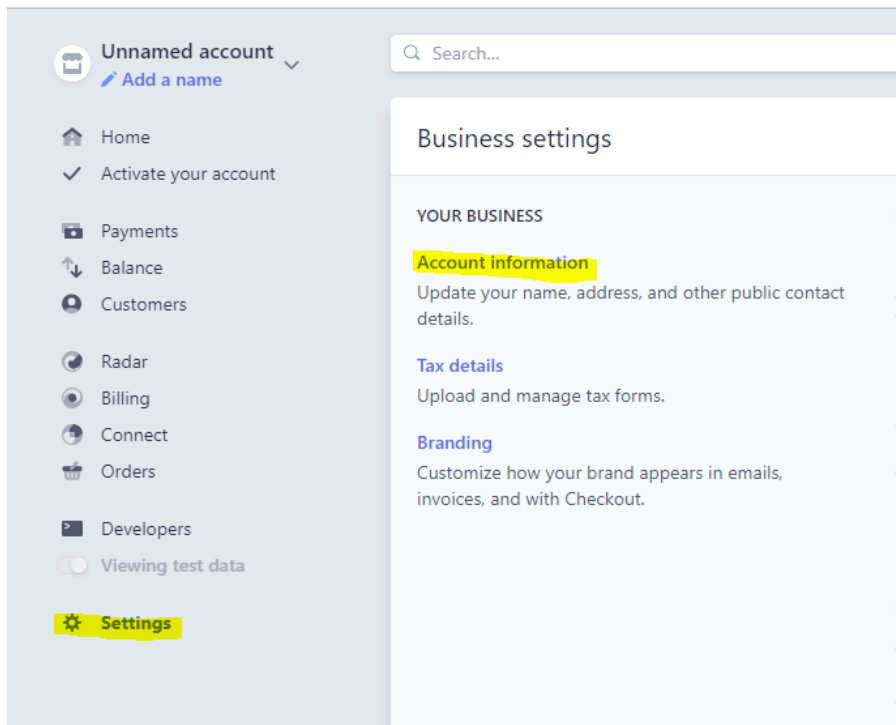 Unnamed account
Add a name
Home
Activate your account
Payments
Balance
Customers
Radar
Billing
Connect
Orders
Developers
Viewing test data
Settings
Search...
Business settings
YOUR BUSINESS
Account information
Update your name, address, and other public contact
details.
Tax details
Upload and manage tax forms.
Branding
Customize how your brand appears in emails,
invoices, and with Checkout.